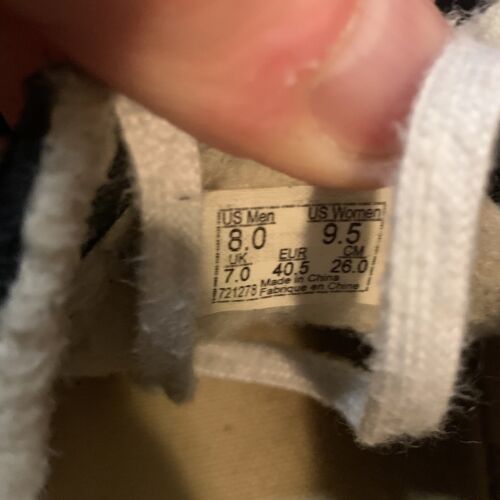 US Men US Women
8.0 9.5
UK EUR CM
7.0 40.5 26.0
Made in China
721278 Fabrique en Chine